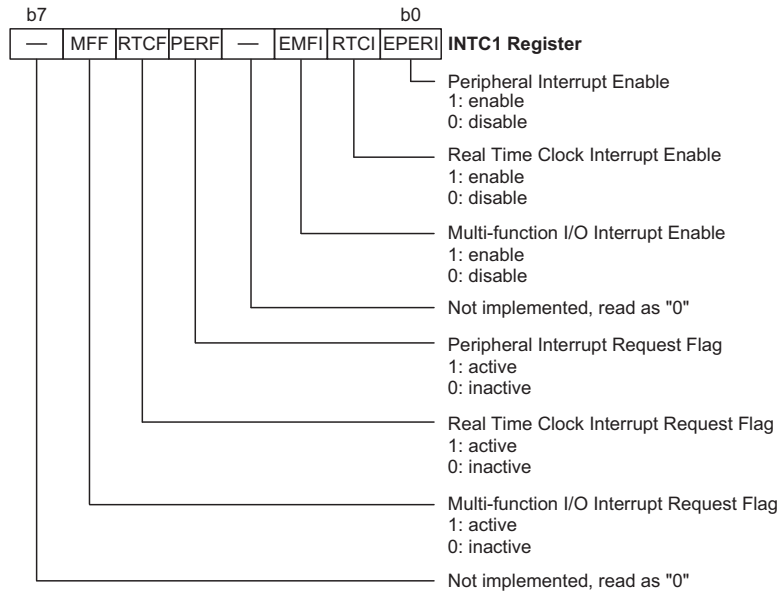 b7 b0
— MFF RTCF PERF — EMFI RTCI EPERI INTC1 Register
Peripheral Interrupt Enable
1: enable
0: disable
Real Time Clock Interrupt Enable
1: enable
0: disable
Multi-function I/O Interrupt Enable
1: enable
0: disable
Not implemented, read as "0"
Peripheral Interrupt Request Flag
1: active
0: inactive
Real Time Clock Interrupt Request Flag
1: active
0: inactive
Multi-function I/O Interrupt Request Flag
1: active
0: inactive
Not implemented, read as "0"